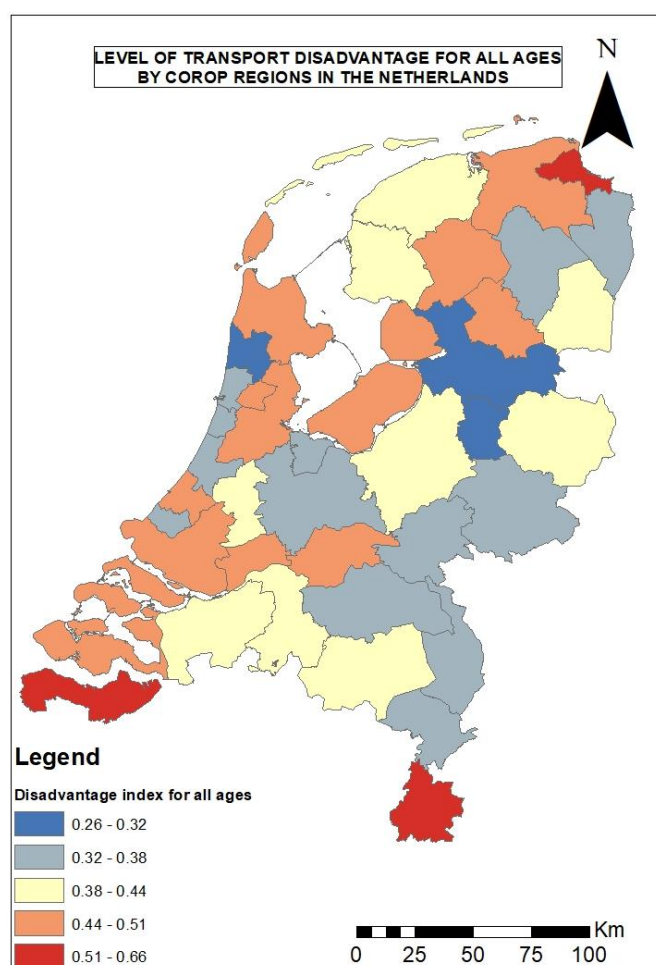 LEVEL OF TRANSPORT DISADVANTAGE FOR ALL AGES
BY COROP REGIONS IN THE NETHERLANDS
N
Legend
Disadvantage index for all ages
0.26 - 0.32
0.32 - 0.38
0.38 - 0.44
0.44 - 0.51
0.51 - 0.66
Km
0 25 50 75 100